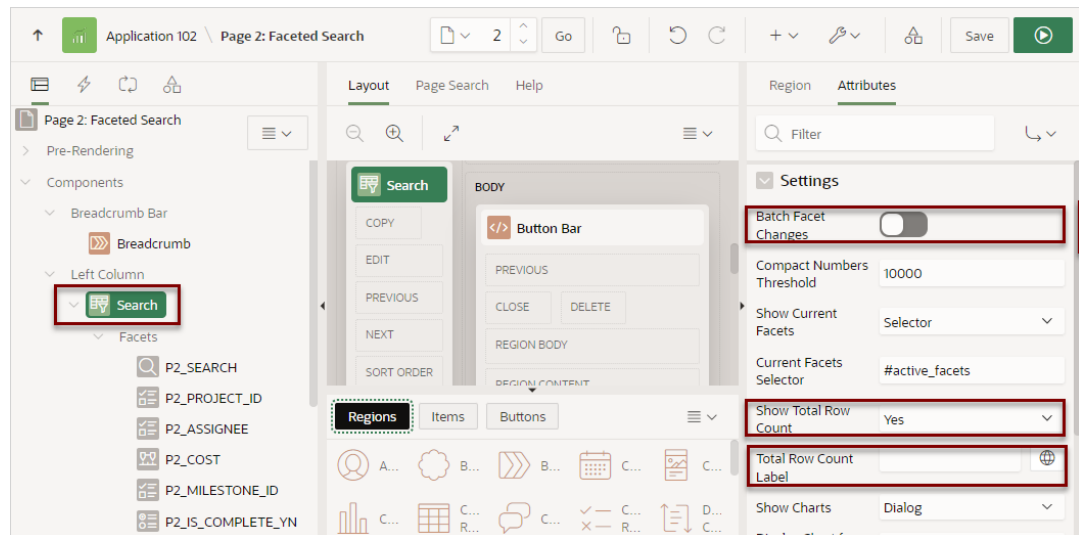 Application 102 \ Page 2: Faceted Search
2
Go
Save
Page 2: Faceted Search
Pre-Rendering
Components
Breadcrumb Bar
Breadcrumb
Left Column
Search
Facets
P2_SEARCH
P2_PROJECT_ID
P2_ASSIGNEE
P2_COST
P2_MILESTONE_ID
P2_IS_COMPLETE_YN
Layout Page Search Help
Search
COPY
EDIT
PREVIOUS
NEXT
SORT ORDER
BODY
Button Bar
PREVIOUS
CLOSE DELETE
REGION BODY
REGION CONTENT
Regions Items Buttons
A... B... B... C... C...
C... C... R... C... C... R... D... C...
Region Attributes
Filter
Settings
Batch Facet
Changes
Compact Numbers
Threshold
10000
Show Current
Facets
Selector
Current Facets
Selector
#active_facets
Show Total Row
Count
Yes
Total Row Count
Label
Show Charts
Dialog